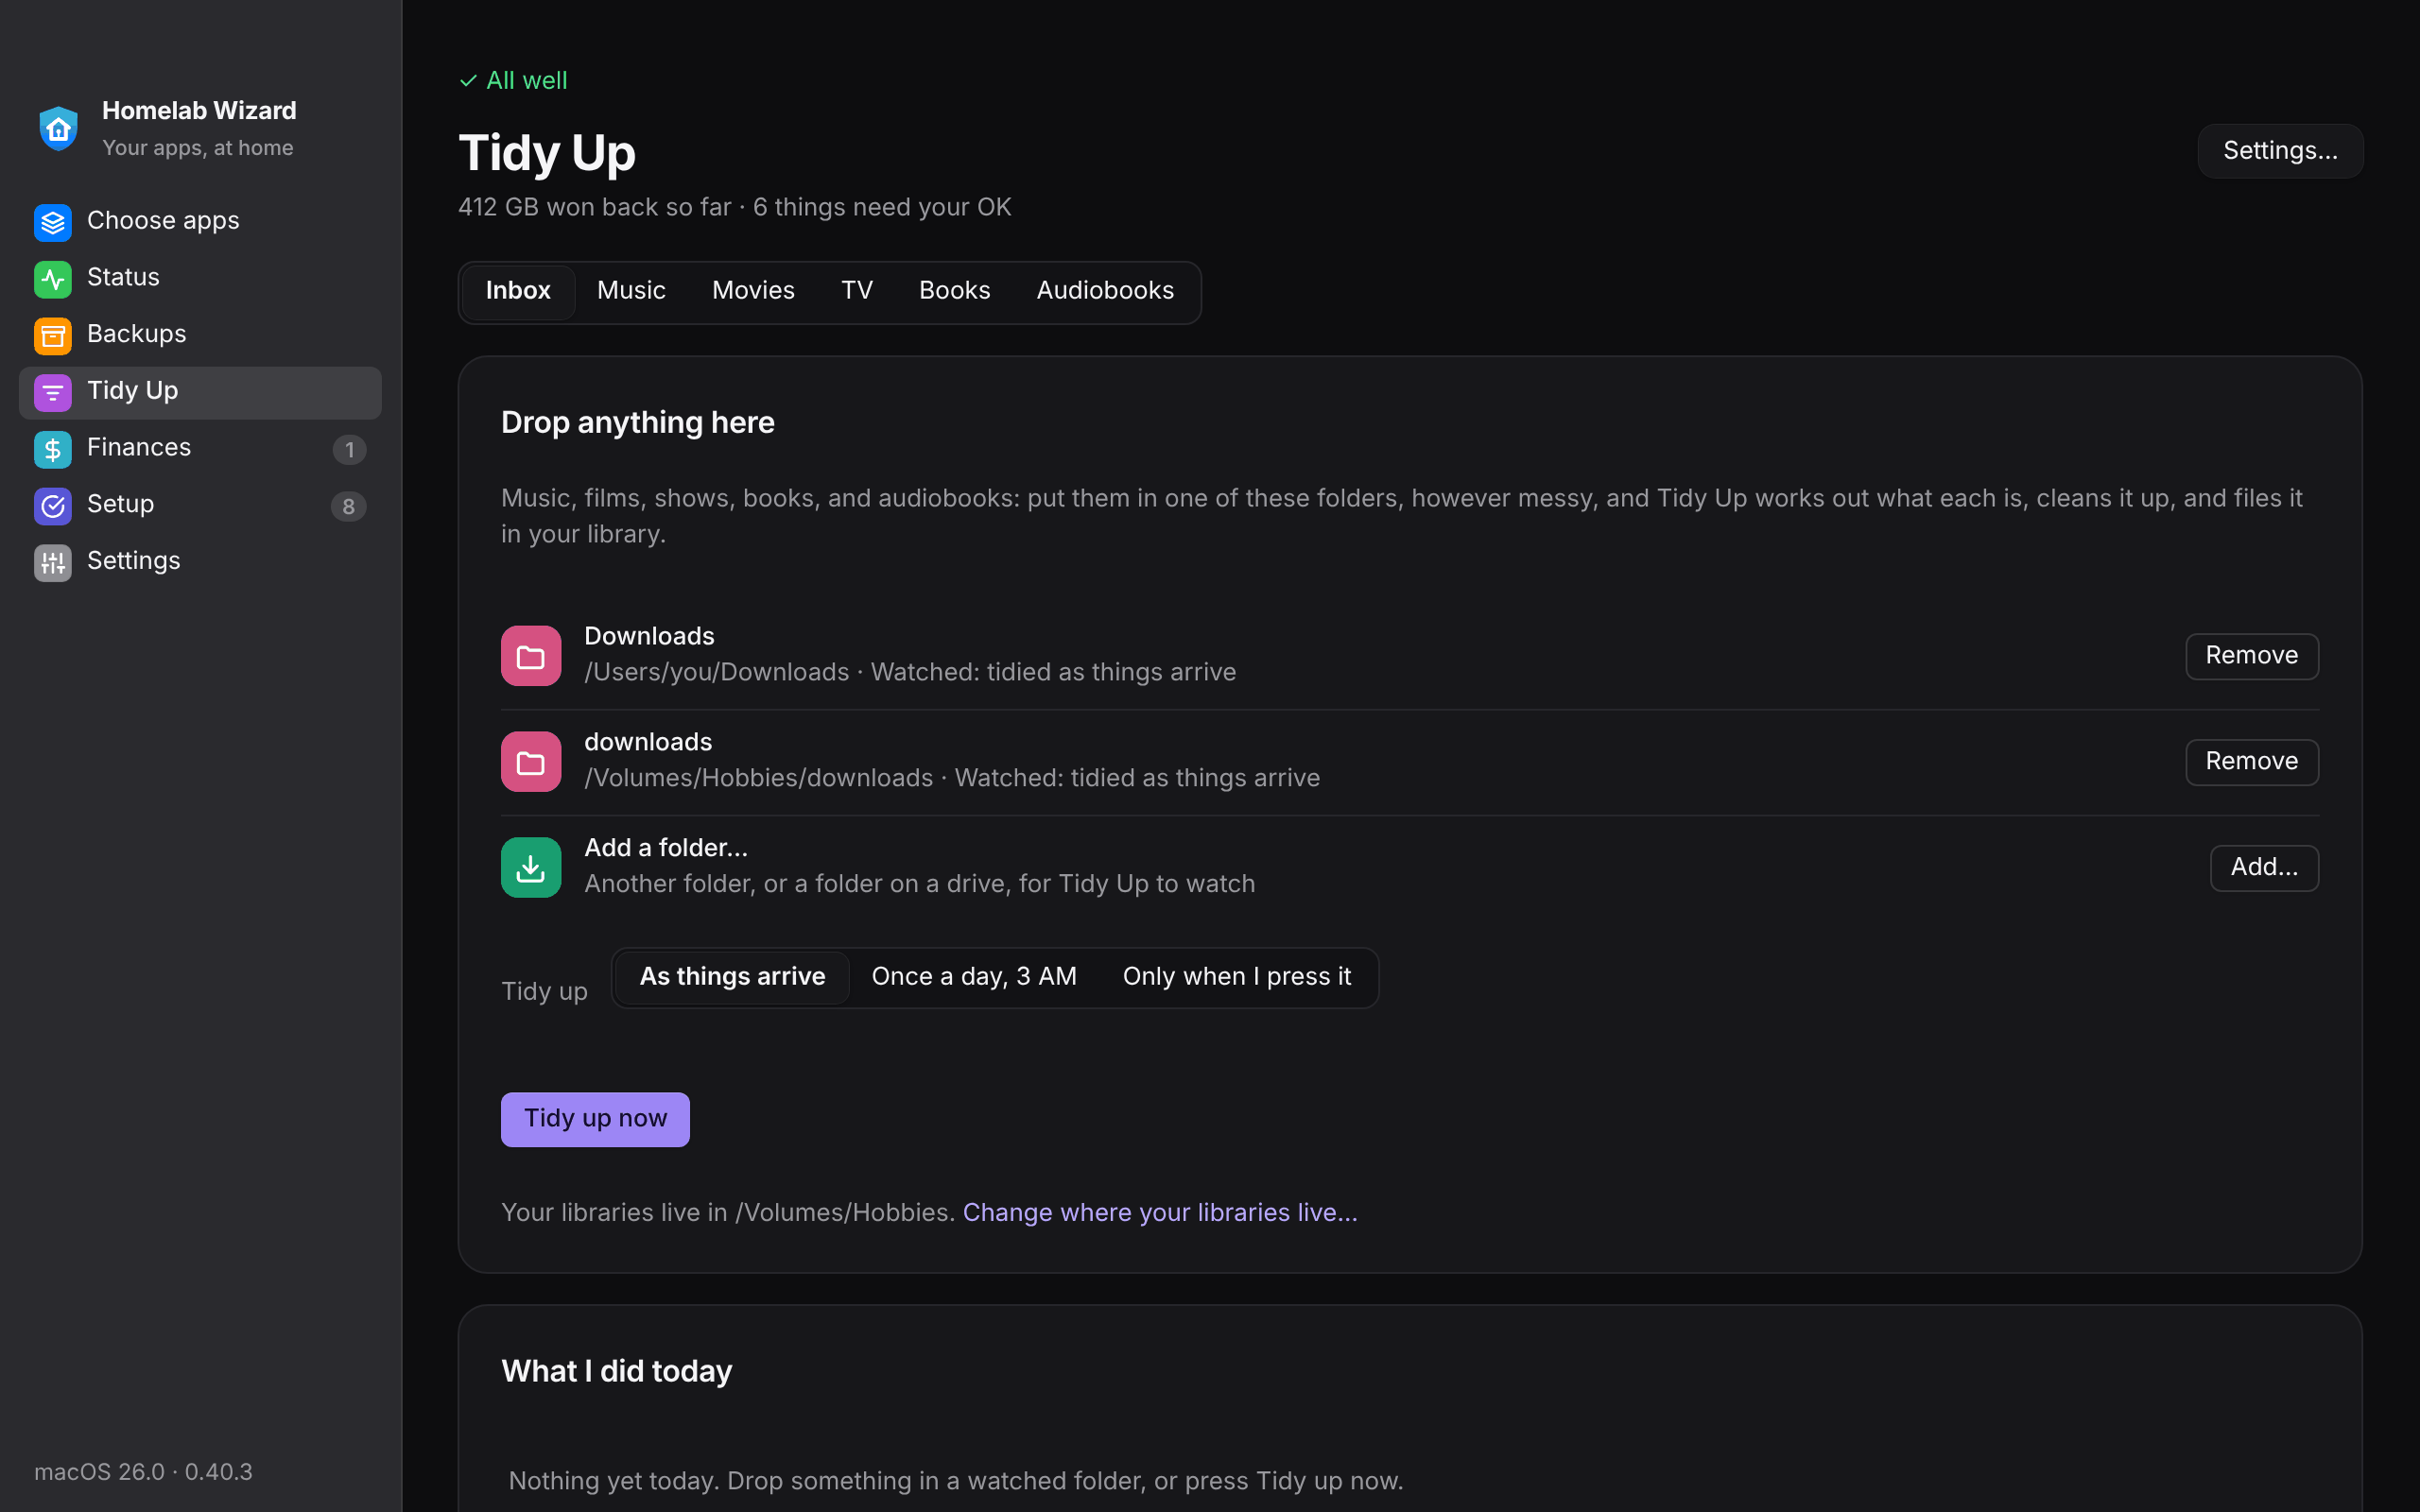 Homelab Wizard
Your apps, at home
Choose apps
Status
Backups
Tidy Up
Finances 1
Setup 8
Settings
macOS 26.0 · 0.40.3
✓ All well
Tidy Up
Settings...
412 GB won back so far · 6 things need your OK
Inbox Music Movies TV Books Audiobooks
Drop anything here
Music, films, shows, books, and audiobooks: put them in one of these folders, however messy, and Tidy Up works out what each is, cleans it up, and files it
in your library.
Downloads
/Users/you/Downloads · Watched: tidied as things arrive
Remove
downloads
/Volumes/Hobbies/downloads · Watched: tidied as things arrive
Remove
Add a folder...
Another folder, or a folder on a drive, for Tidy Up to watch
Add...
Tidy up As things arrive Once a day, 3 AM Only when I press it
Tidy up now
Your libraries live in /Volumes/Hobbies. Change where your libraries live...
What I did today
Nothing yet today. Drop something in a watched folder, or press Tidy up now.